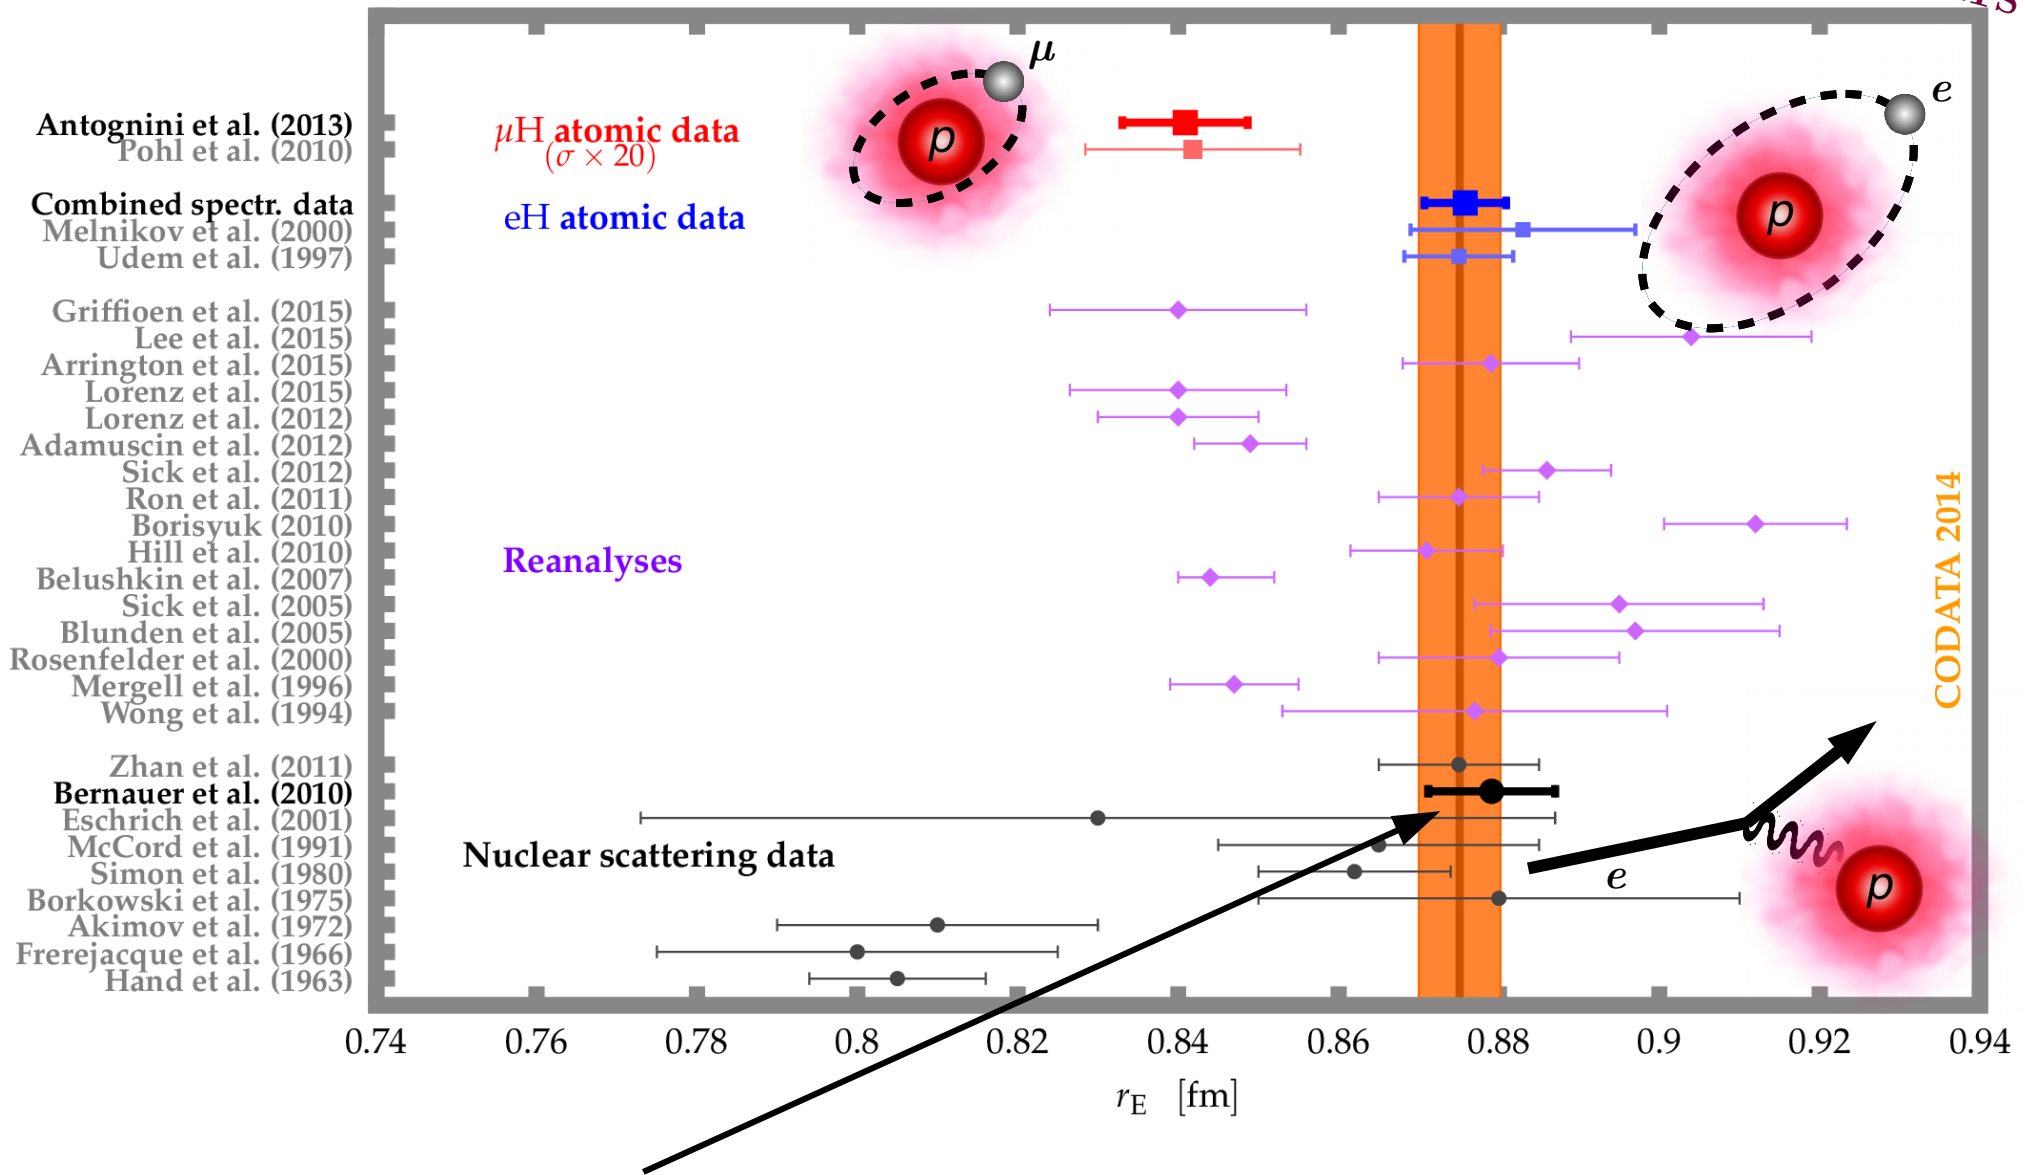 μ
e
Antognini et al. (2013)
μH atomic data
Pohl et al. (2010)
(σ × 20)
p
Combined spectr. data
eH atomic data
p
Melnikov et al. (2000)
Udem et al. (1997)
Griffioen et al. (2015)
Lee et al. (2015)
Arrington et al. (2015)
Lorenz et al. (2015)
Lorenz et al. (2012)
Adamuscin et al. (2012)
Sick et al. (2012)
Ron et al. (2011)
Borisyuk (2010)
Hill et al. (2010)
Reanalyses
Belushkin et al. (2007)
Sick et al. (2005)
Blunden et al. (2005)
Rosenfelder et al. (2000)
Mergell et al. (1996)
Wong et al. (1994)
CODATA 2014
Zhan et al. (2011)
Bernauer et al. (2010)
Eschrich et al. (2001)
McCord et al. (1991)
Nuclear scattering data
Simon et al. (1980)
e
p
Borkowski et al. (1975)
Akimov et al. (1972)
Frerejacque et al. (1966)
Hand et al. (1963)
0.74 0.76 0.78 0.8 0.82 0.84 0.86 0.88 0.9 0.92 0.94
rE [fm]